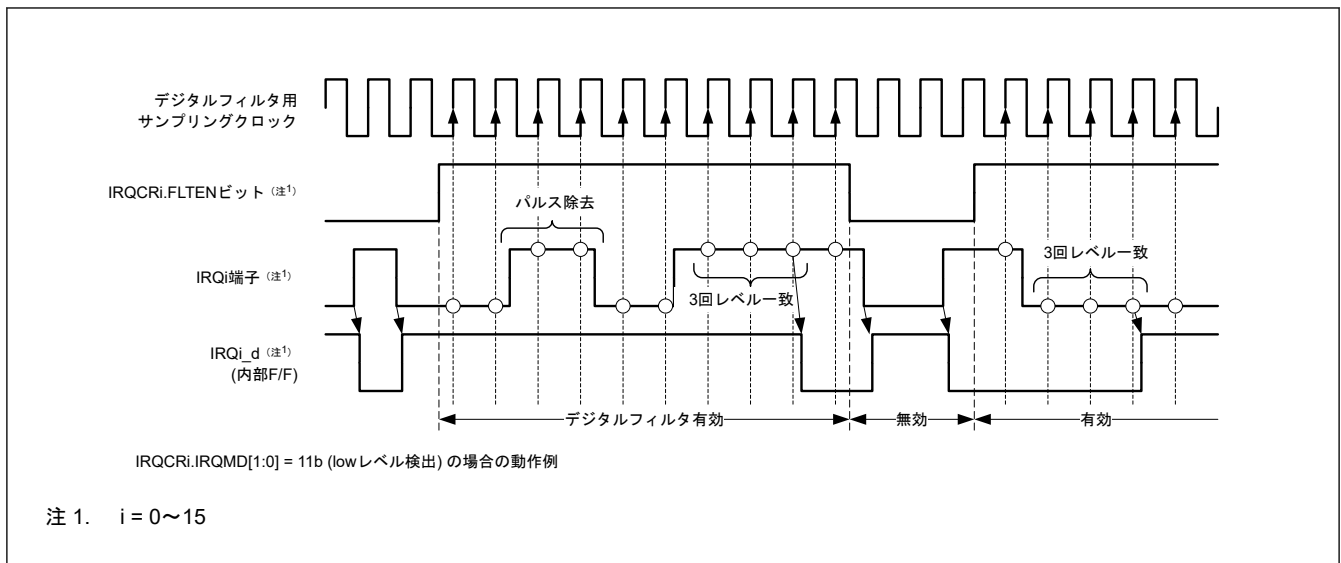 デジタルフィルタ用
サンプリングクロック
IRQCRi.FLTENビット（注1）
パルス除去
IRQi端子（注1）
3回レベル一致
3回レベル一致
IRQi_d（注1）
(内部F/F)
デジタルフィルタ有効
無効
有効
IRQCRi.IRQMD[1:0] = 11b (lowレベル検出) の場合の動作例
注 1. i = 0～15